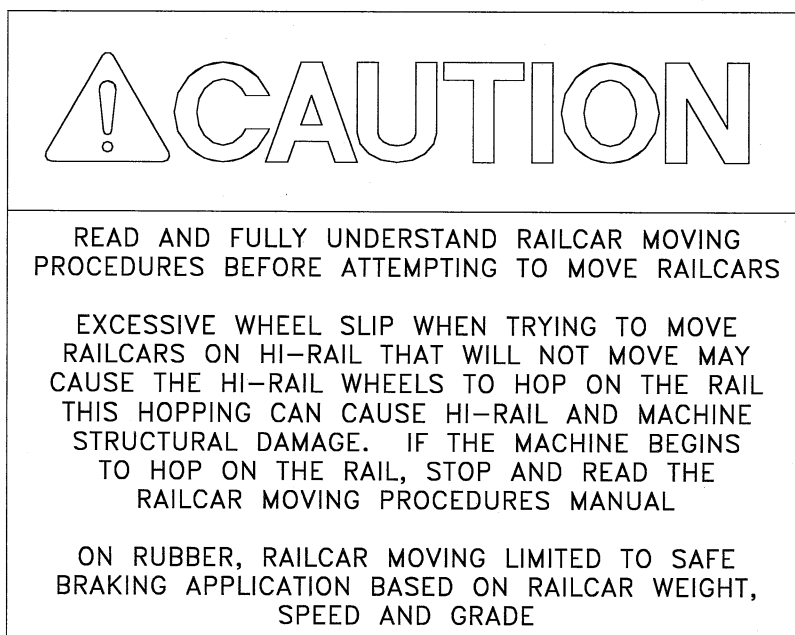 CAUTION
READ AND FULLY UNDERSTAND RAILCAR MOVING
PROCEDURES BEFORE ATTEMPTING TO MOVE RAILCARS
EXCESSIVE WHEEL SLIP WHEN TRYING TO MOVE
RAILCARS ON HI-RAIL THAT WILL NOT MOVE MAY
CAUSE THE HI-RAIL WHEELS TO HOP ON THE RAIL
THIS HOPPING CAN CAUSE HI-RAIL AND MACHINE
STRUCTURAL DAMAGE. IF THE MACHINE BEGINS
TO HOP ON THE RAIL, STOP AND READ THE
RAILCAR MOVING PROCEDURES MANUAL
ON RUBBER, RAILCAR MOVING LIMITED TO SAFE
BRAKING APPLICATION BASED ON RAILCAR WEIGHT,
SPEED AND GRADE